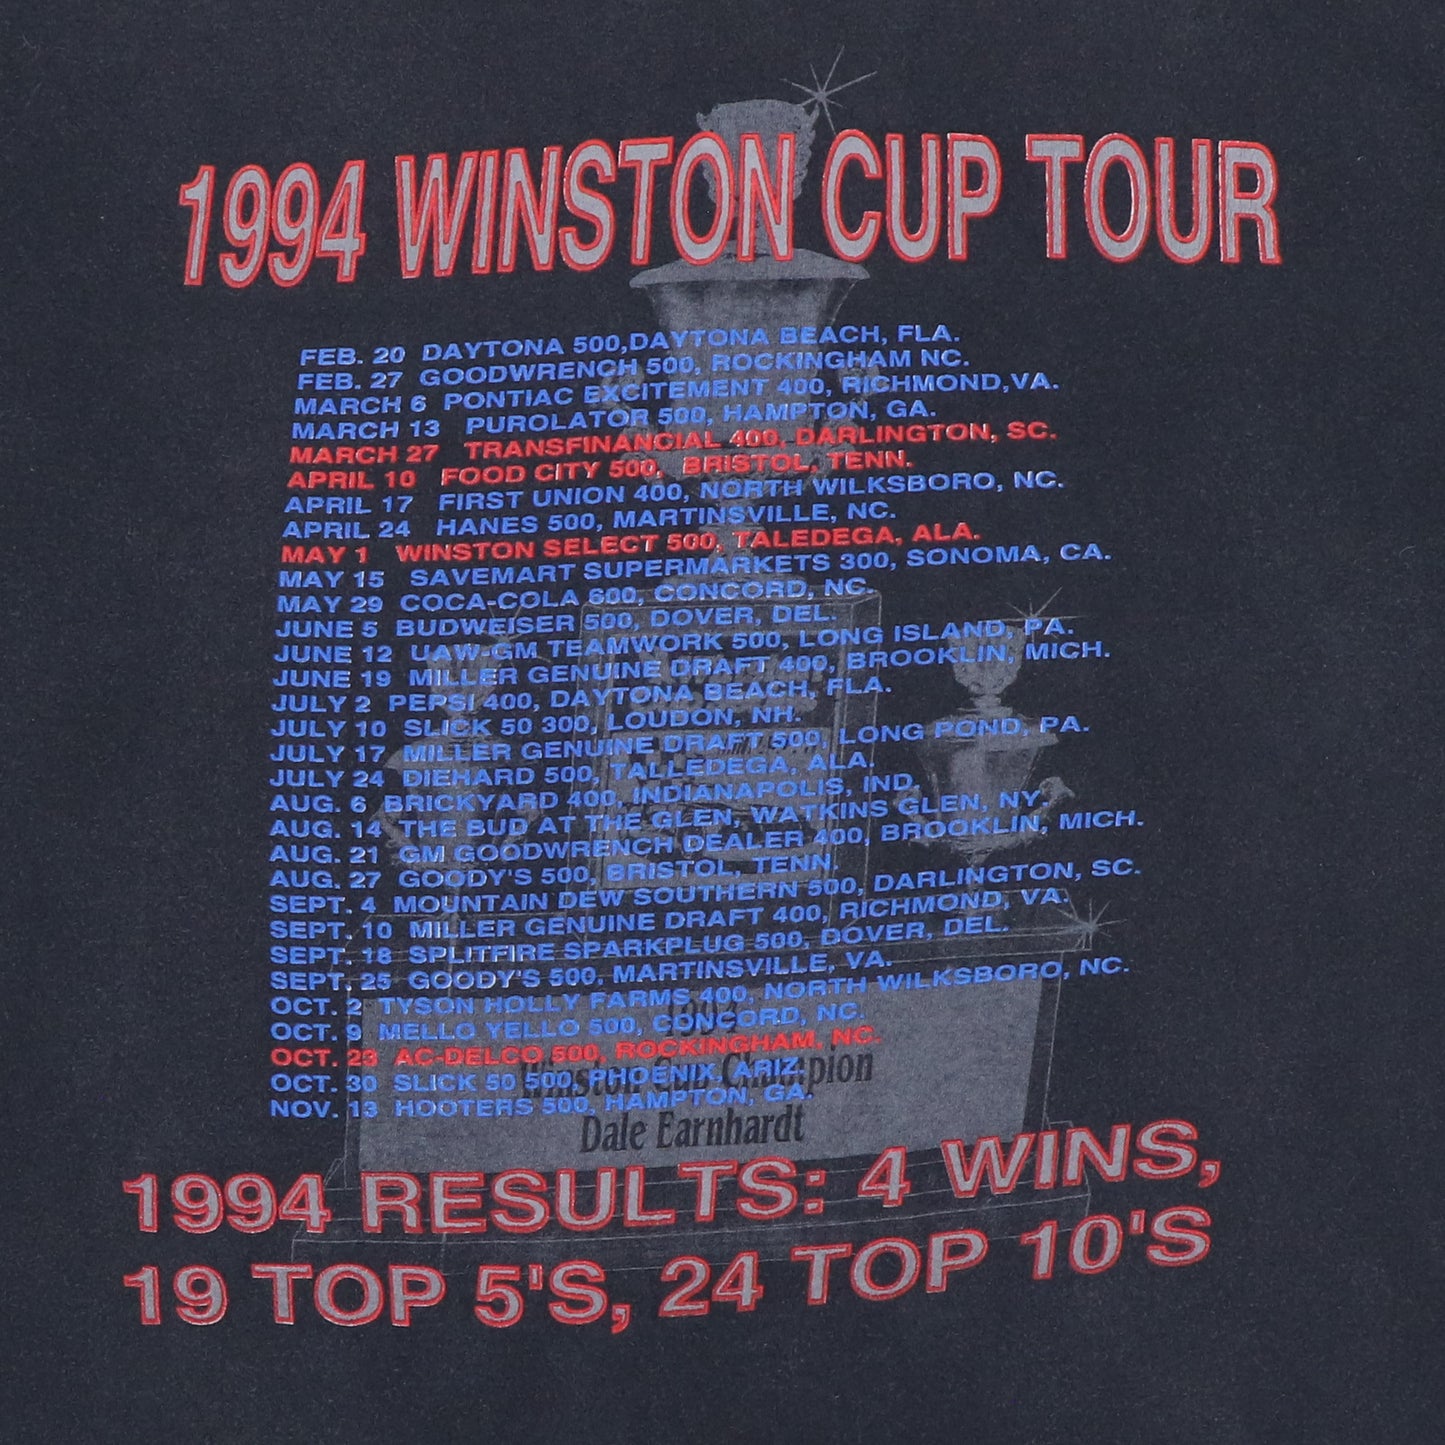 1994 WINSTON CUP TOUR
FEB. 20 DAYTONA 500,DAYTONA BEACH, FLA.
FEB. 27 GOODWRENCH 500, ROCKINGHAM NC.
MARCH 6 PONTIAC EXCITEMENT 400, RICHMOND,VA.
MARCH 13 PUROLATOR 500, HAMPTON, GA.
MARCH 27 TRANSFINANCIAL 400, DARLINGTON, SC.
APRIL 10 FOOD CITY 500, BRISTOL, TENN.
APRIL 17 FIRST UNION 400, NORTH WILKSBORO, NC.
APRIL 24 HANES 500, MARTINSVILLE, NC.
MAY 1 WINSTON SELECT 500, TALEDEGA, ALA.
MAY 15 SAVEMART SUPERMARKETS 300, SONOMA, CA.
MAY 29 COCA-COLA 600, CONCORD, NC.
JUNE 5 BUDWEISER 500, DOVER, DEL.
JUNE 12 UAW-GM TEAMWORK 500, LONG ISLAND, PA.
JUNE 19 MILLER GENUINE DRAFT 400, BROOKLIN, MICH.
JULY 2 PEPSI 400, DAYTONA BEACH, FLA.
JULY 10 SLICK 50 300, LOUDON, NH.
JULY 17 MILLER GENUINE DRAFT 500, LONG POND, PA.
JULY 24 DIEHARD 500, TALLEDEGA, ALA.
AUG. 6 BRICKYARD 400, INDIANAPOLIS, IND.
AUG. 14 THE BUD AT THE GLEN, WATKINS GLEN, NY.
AUG. 21 GM GOODWRENCH DEALER 400, BROOKLIN, MICH.
AUG. 27 GOODY'S 500, BRISTOL, TENN.
SEPT. 4 MOUNTAIN DEW SOUTHERN 500, DARLINGTON, SC.
SEPT. 10 MILLER GENUINE DRAFT 400, RICHMOND, VA.
SEPT. 18 SPLITFIRE SPARKPLUG 500, DOVER, DEL.
SEPT. 25 GOODY'S 500, MARTINSVILLE, VA.
OCT. 2 TYSON HOLLY FARMS 400, NORTH WILKSBORO, NC.
OCT. 9 MELLO YELLO 500, CONCORD, NC.
OCT. 23 AC-DELCO 500, ROCKINGHAM, NC.
OCT. 30 SLICK 50 500, PHOENIX, ARIZ.
NOV. 13 HOOTERS 500, HAMPTON, GA.
1994
Winston Cup Champion
Dale Earnhardt
1994 RESULTS: 4 WINS,
19 TOP 5'S, 24 TOP 10'S